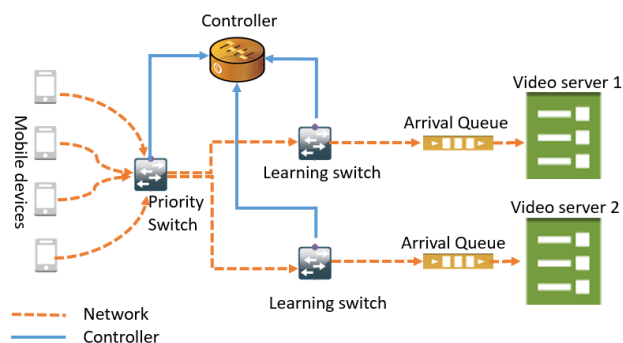 Controller
Video server 1
Arrival Queue
Mobile devices
Learning switch
Priority
Switch
Video server 2
Arrival Queue
Learning switch
Network
Controller